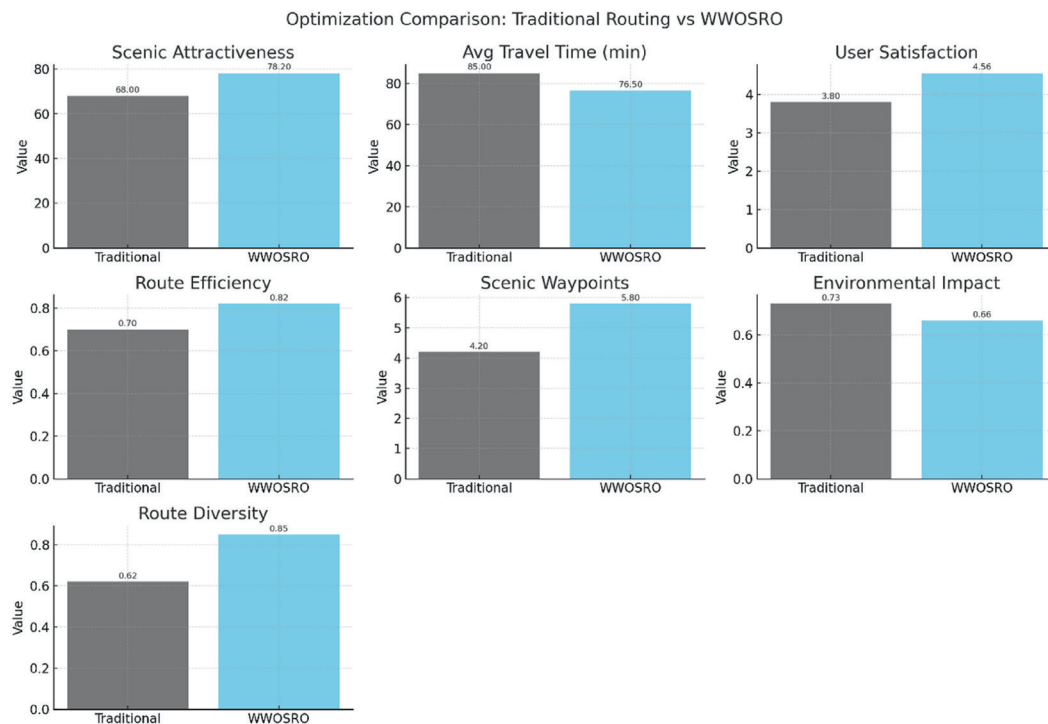 Optimization Comparison: Traditional Routing vs WWOSRO
Scenic Attractiveness
80
60
40
20
0
Value
68.00
78.20
Traditional WWOSRO
Avg Travel Time (min)
80
60
40
20
0
Value
85.00
76.50
Traditional WWOSRO
User Satisfaction
4
3
2
1
0
Value
3.80
4.56
Traditional WWOSRO
Route Efficiency
0.8
0.6
0.4
0.2
0.0
Value
0.70
0.82
Traditional WWOSRO
Scenic Waypoints
6
5
4
3
2
1
0
Value
4.20
5.80
Traditional WWOSRO
Environmental Impact
0.6
0.4
0.2
0.0
Value
0.73
0.66
Traditional WWOSRO
Route Diversity
0.8
0.6
0.4
0.2
0.0
Value
0.62
0.85
Traditional WWOSRO